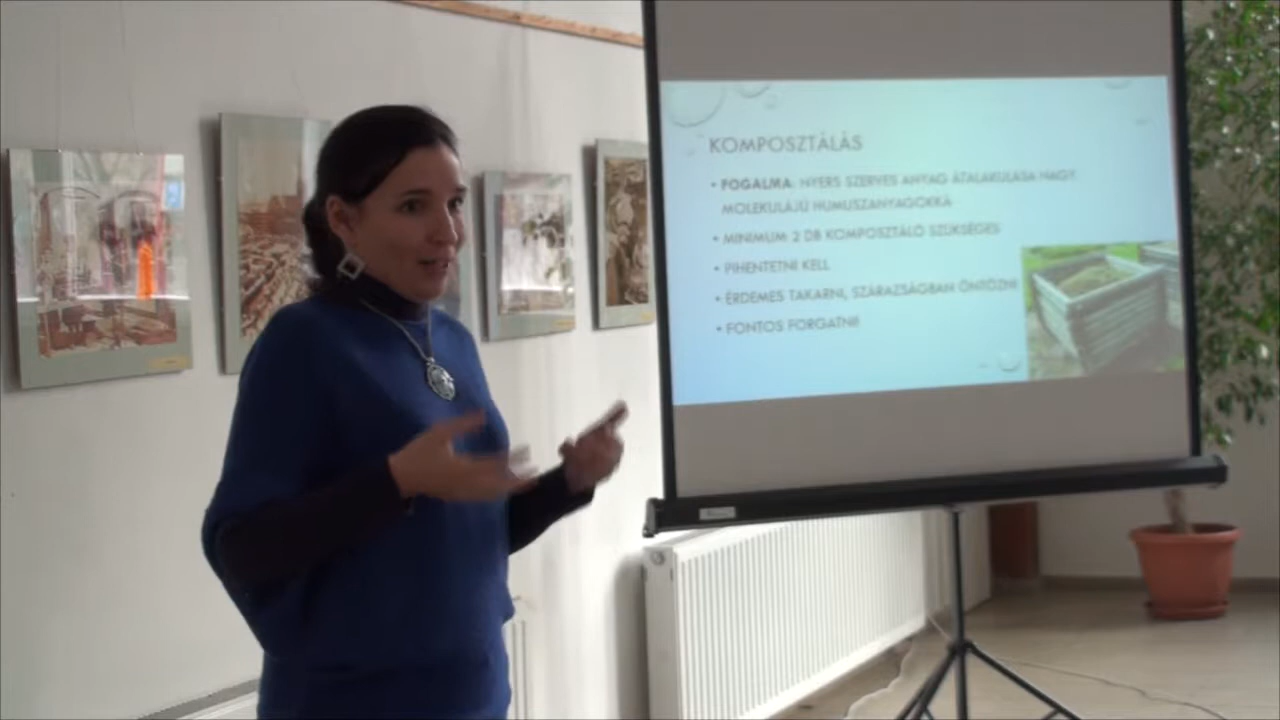 KOMPOSZTÁLÁS
• FOGALMA: NYERS SZERVES ANYAG ÁTALAKULÁSA NAGY
MOLEKULÁJÚ HUMUSZANYAGOKKÁ
• MINIMUM 2 DB KOMPOSZTÁLÓ SZÜKSÉGES
• PIHENTETNI KELL
• ÉRDEMES TAKARNI, SZÁRAZSÁGBAN ÖNTÖZNI
• FONTOS FORGATNI!